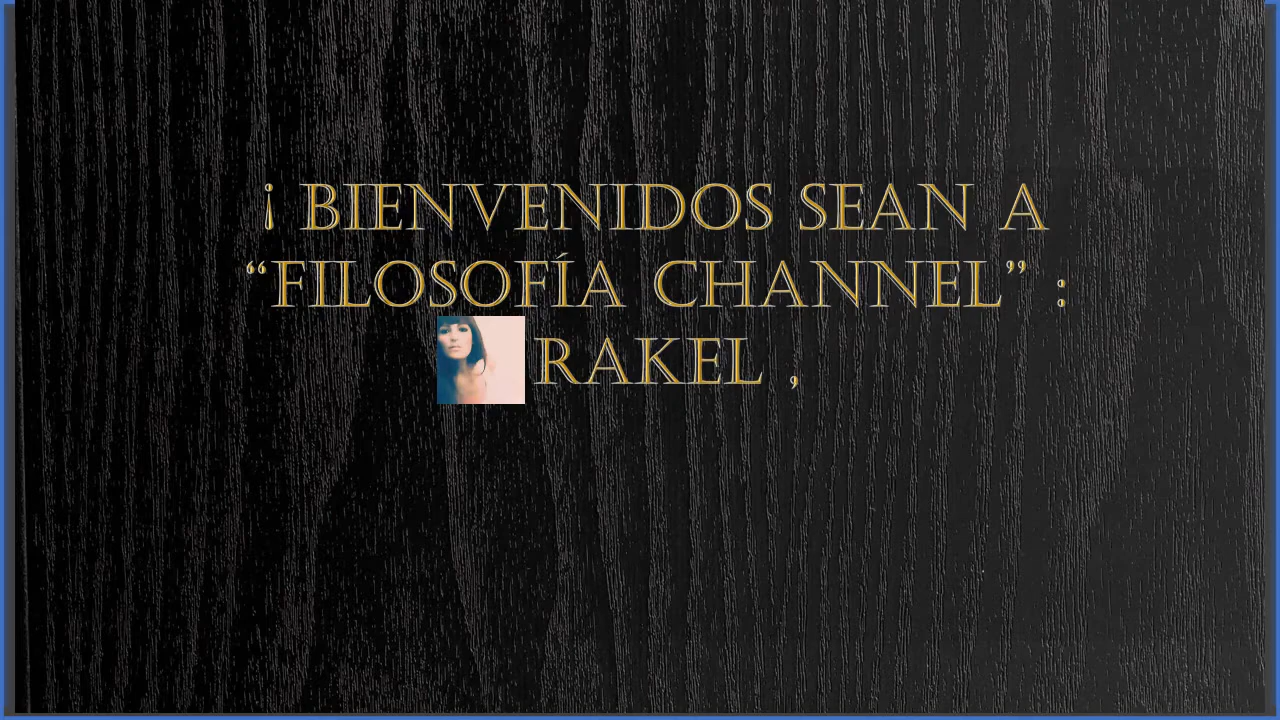 ¡ BIENVENIDOS SEAN A
“FILOSOFÍA CHANNEL” :
RAKEL ,